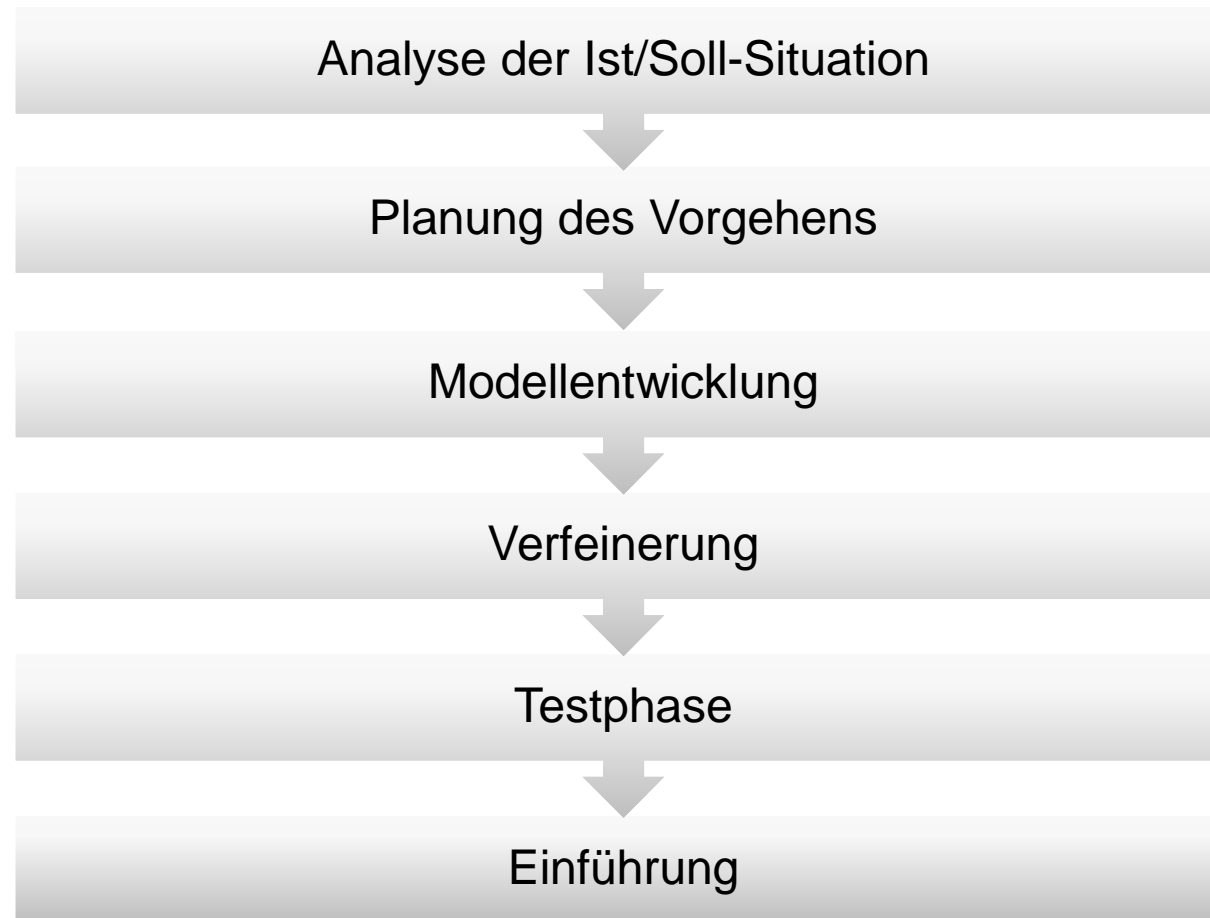 Analyse der Ist/Soll-Situation
Planung des Vorgehens
Modellentwicklung
Verfeinerung
Testphase
Einführung